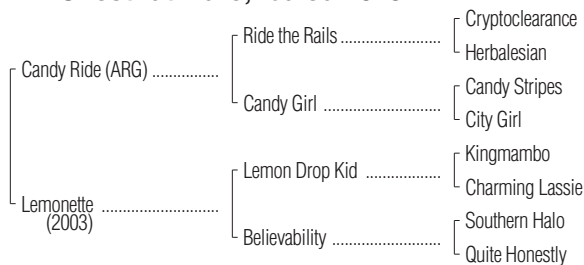 Cryptoclearance
Ride the Rails
Herbalesian
Candy Ride (ARG)
Candy Stripes
Candy Girl
City Girl
Kingmambo
Lemon Drop Kid
Charming Lassie
Lemonette
(2003)
Southern Halo
Believability
Quite Honestly